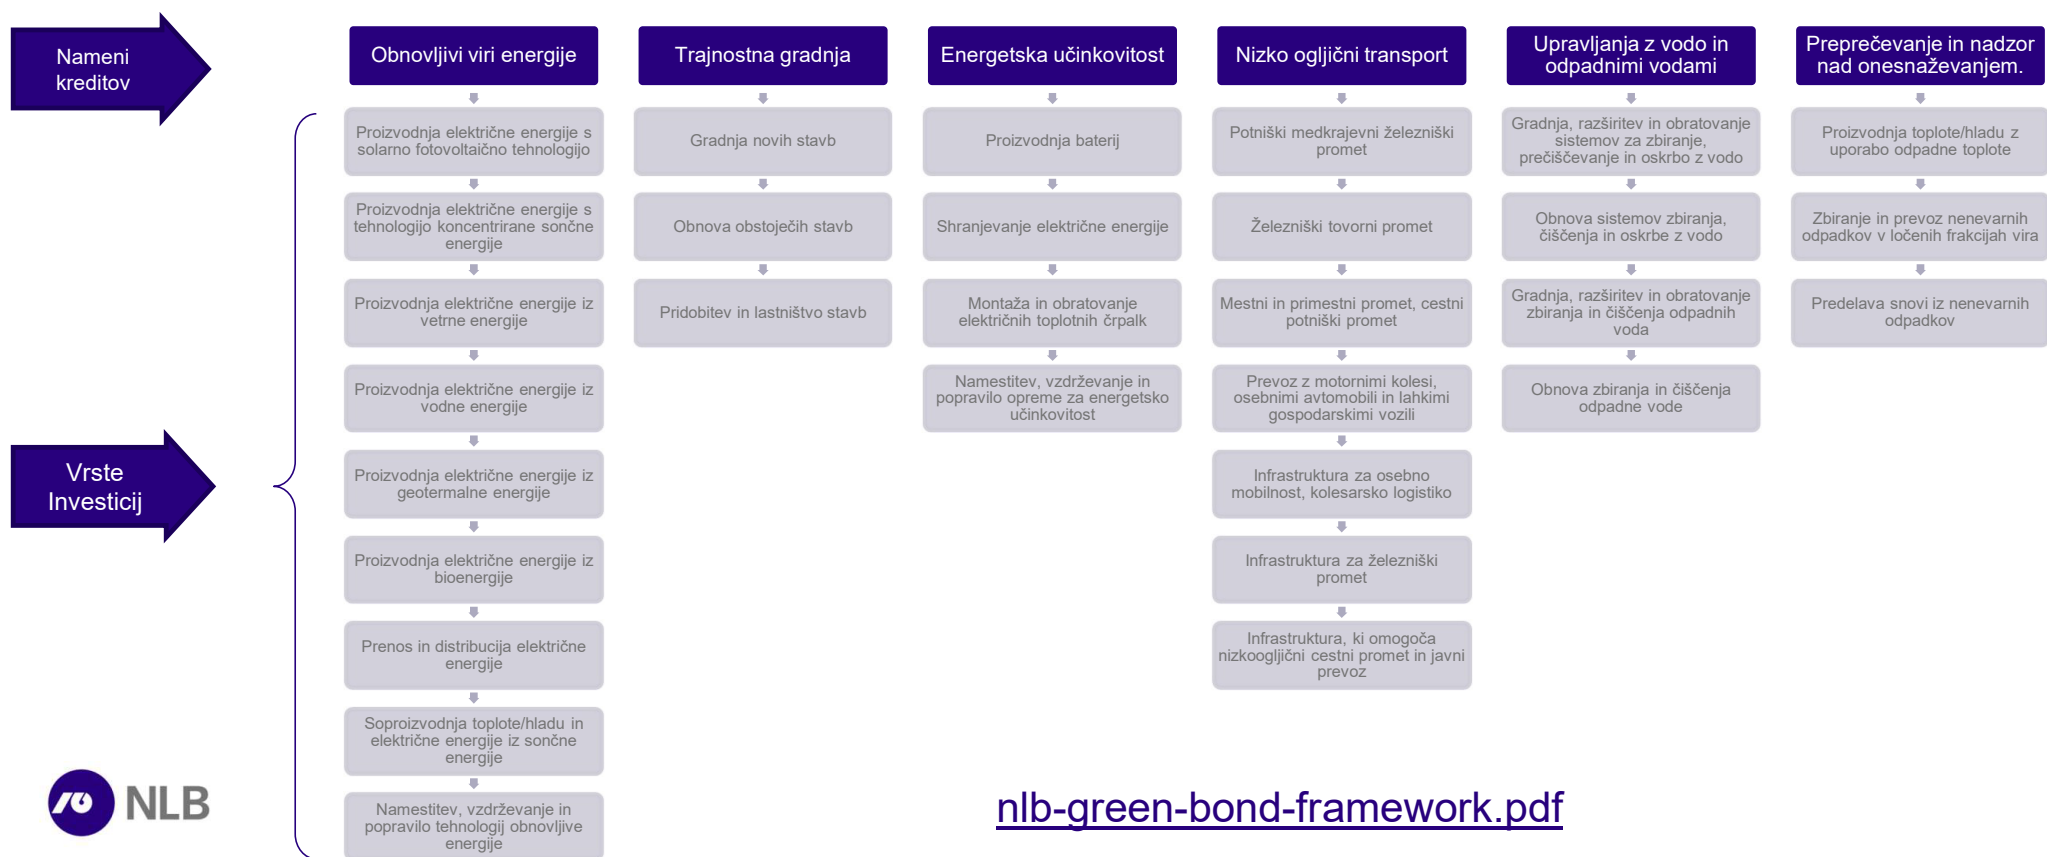 Nameni
kreditov
Obnovljivi viri energije
Trajnostna gradnja
Energetska učinkovitost
Nizko ogljični transport
Upravljanja z vodo in
odpadnimi vodami
Preprečevanje in nadzor
nad onesnaževanjem.
Vrste
Investicij
Proizvodnja električne energije s
solarno fotovoltaično tehnologijo
Proizvodnja električne energije s
tehnologijo koncentrirane sončne
energije
Proizvodnja električne energije iz
vetrne energije
Proizvodnja električne energije iz
vodne energije
Proizvodnja električne energije iz
geotermalne energije
Proizvodnja električne energije iz
bioenergije
Prenos in distribucija električne
energije
Soproizvodnja toplote/hladu in
električne energije iz sončne
energije
Namestitev, vzdrževanje in
popravilo tehnologij obnovljive
energije
Gradnja novih stavb
Obnova obstoječih stavb
Pridobitev in lastništvo stavb
Proizvodnja baterij
Shranjevanje električne energije
Montaža in obratovanje
električnih toplotnih črpalk
Namestitev, vzdrževanje in
popravilo opreme za energetsko
učinkovitost
Potniški medkrajevni železniški
promet
Železniški tovorni promet
Mestni in primestni promet, cestni
potniški promet
Prevoz z motornimi kolesi,
osebnimi avtomobili in lahkimi
gospodarskimi vozili
Infrastruktura za osebno
mobilnost, kolesarsko logistiko
Infrastruktura za železniški
promet
Infrastruktura, ki omogoča
nizkoogljični cestni promet in javni
prevoz
Gradnja, razširitev in obratovanje
sistemov za zbiranje,
prečiščevanje in oskrbo z vodo
Obnova sistemov zbiranja,
čiščenja in oskrbe z vodo
Gradnja, razširitev in obratovanje
zbiranja in čiščenja odpadnih
voda
Obnova zbiranja in čiščenja
odpadne vode
Proizvodnja toplote/hladu z
uporabo odpadne toplote
Zbiranje in prevoz nenevarnih
odpadkov v ločenih frakcijah vira
Predelava snovi iz nenevarnih
odpadkov
NLB
nlb-green-bond-framework.pdf